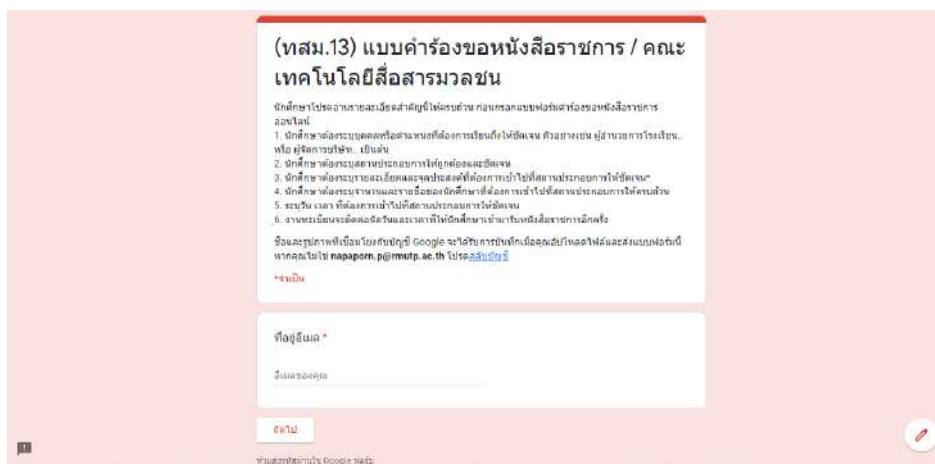 (ทสม.13) แบบคำร้องขอหนังสือราชการ / คณะ
เทคโนโลยีสื่อสารมวลชน
นักศึกษาโปรดอ่านรายละเอียดสำคัญนี้ให้ครบถ้วน ก่อนกรอกแบบฟอร์มคำร้องขอหนังสือราชการ
ออนไลน์
1. นักศึกษาต้องระบุบุคคลหรือตำแหน่งที่ต้องการเรียนถึงให้ชัดเจน ตัวอย่างเช่น ผู้อำนวยการโรงเรียน..
หรือ ผู้จัดการบริษัท.. เป็นต้น
2. นักศึกษาต้องระบุสถานประกอบการให้ถูกต้องและชัดเจน
3. นักศึกษาต้องระบุรายละเอียดและจุดประสงค์ที่ต้องการเข้าไปที่สถานประกอบการให้ชัดเจน*
4. นักศึกษาต้องระบุจำนวนและรายชื่อของนักศึกษาที่ต้องการเข้าไปที่สถานประกอบการให้ครบถ้วน
5. ระบุวัน เวลา ที่ต้องการเข้าไปที่สถานประกอบการให้ชัดเจน
6. งานทะเบียนจะติดต่อนัดวันและเวลาที่ให้นักศึกษาเข้ามารับหนังสือราชการอีกครั้ง
ชื่อและรูปภาพที่เชื่อมโยงกับบัญชี Google จะได้รับการบันทึกเมื่อคุณอัปโหลดไฟล์และส่งแบบฟอร์มนี้
หากคุณไม่ใช่ napaporn.p@rmutp.ac.th โปรดสลับบัญชี
*จำเป็น
ที่อยู่อีเมล *
อีเมลของคุณ
ถัดไป
ห้ามส่งรหัสผ่านใน Google ฟอร์ม